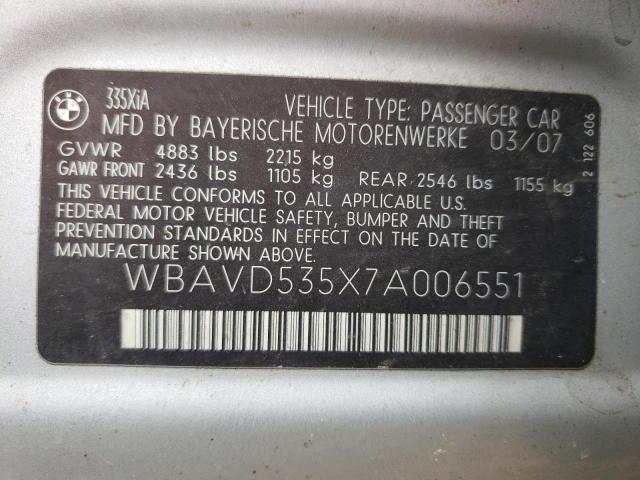 BMW
335XiA
VEHICLE TYPE: PASSENGER CAR
MFD BY BAYERISCHE MOTORENWERKE 03/07
GVWR 4883 lbs 2215 kg
GAWR FRONT 2436 lbs 1105 kg REAR 2546 lbs 1155 kg
THIS VEHICLE CONFORMS TO ALL APPLICABLE U.S.
FEDERAL MOTOR VEHICLE SAFETY, BUMPER AND THEFT
PREVENTION STANDARDS IN EFFECT ON THE DATE OF
MANUFACTURE SHOWN ABOVE.
WBAVD535X7A006551
2 122 606